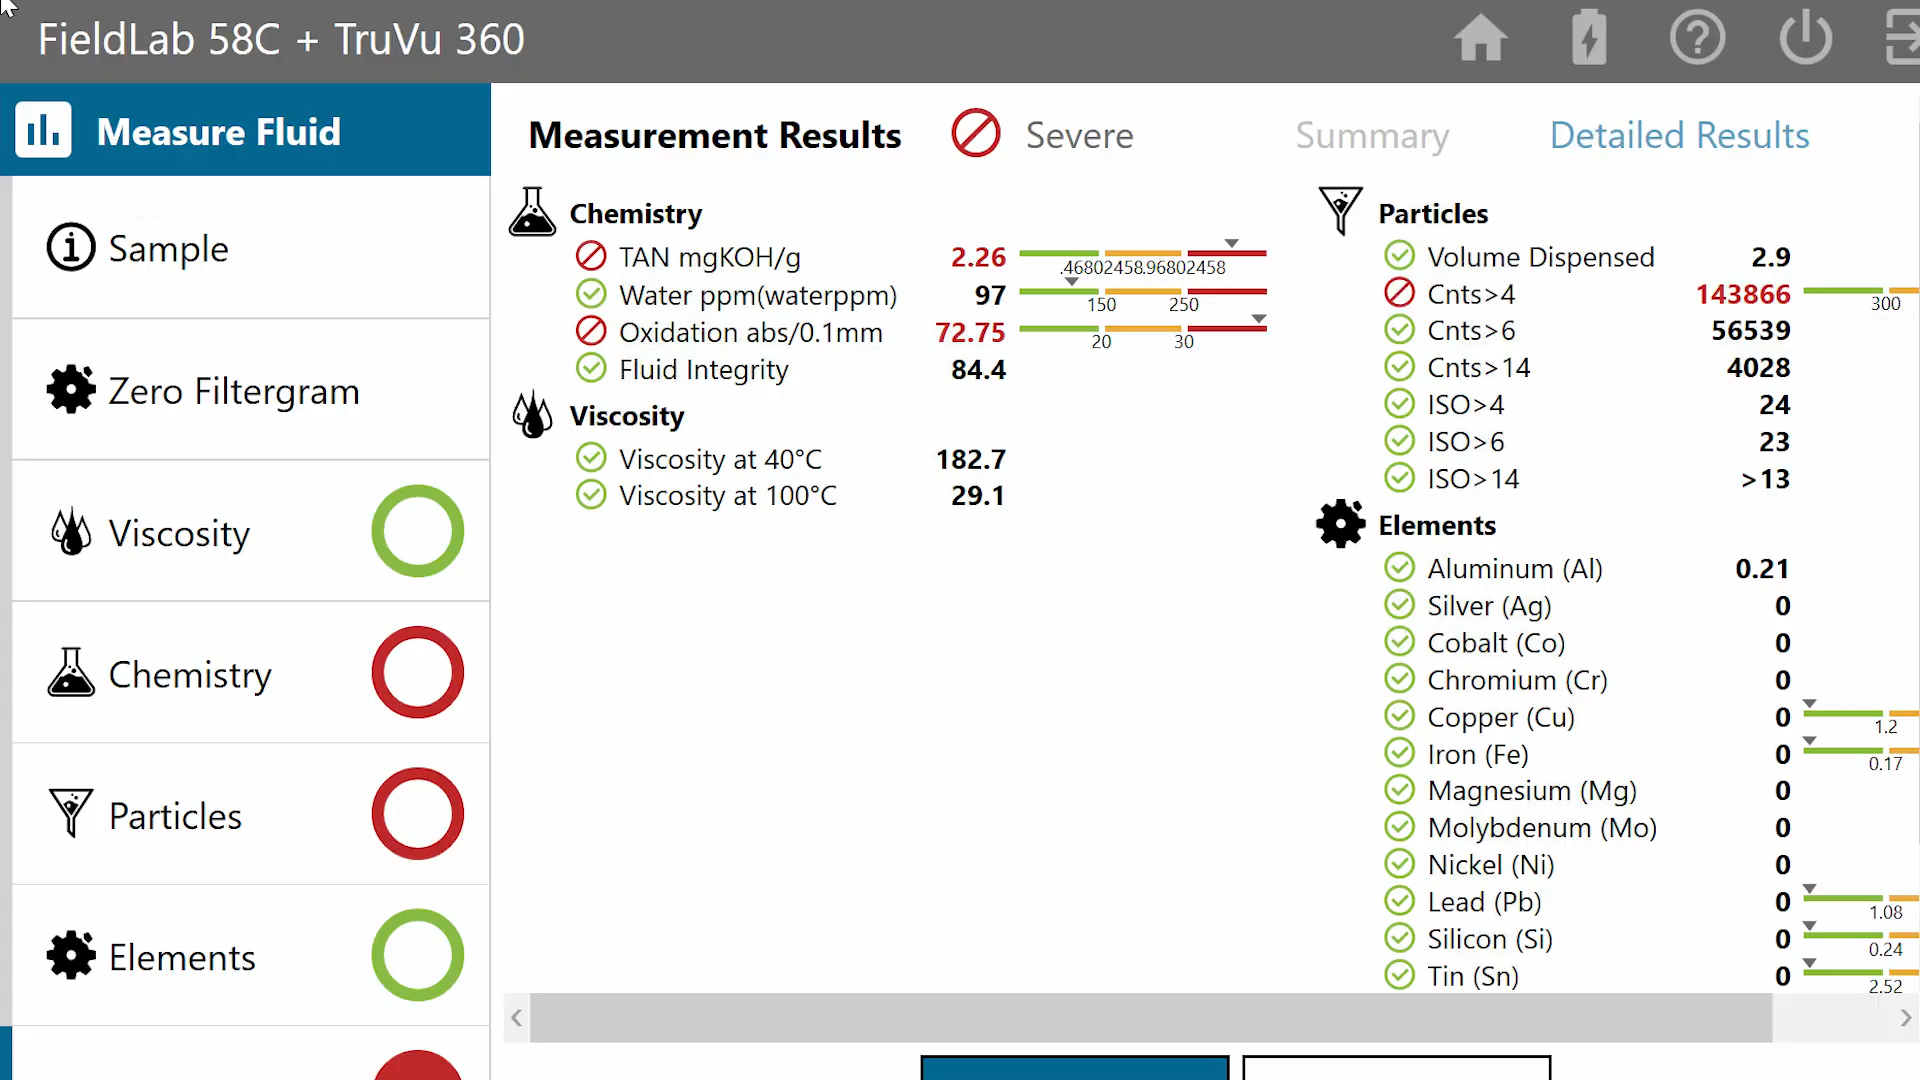 FieldLab 58C + TruVu 360
Measure Fluid
Sample
Zero Filtergram
Viscosity
Chemistry
Particles
Elements
Measurement Results Severe Summary Detailed Results
Chemistry
TAN mgKOH/g 2.26
.46802458.96802458
Water ppm(waterppm) 97
150 250
Oxidation abs/0.1mm 72.75
20 30
Fluid Integrity 84.4
Viscosity
Viscosity at 40°C 182.7
Viscosity at 100°C 29.1
Particles
Volume Dispensed 2.9
Cnts>4 143866
300
Cnts>6 56539
Cnts>14 4028
ISO>4 24
ISO>6 23
ISO>14 >13
Elements
Aluminum (Al) 0.21
Silver (Ag) 0
Cobalt (Co) 0
Chromium (Cr) 0
Copper (Cu) 0
1.2
Iron (Fe) 0
0.17
Magnesium (Mg) 0
Molybdenum (Mo) 0
Nickel (Ni) 0
Lead (Pb) 0
1.08
Silicon (Si) 0
0.24
Tin (Sn) 0
2.52